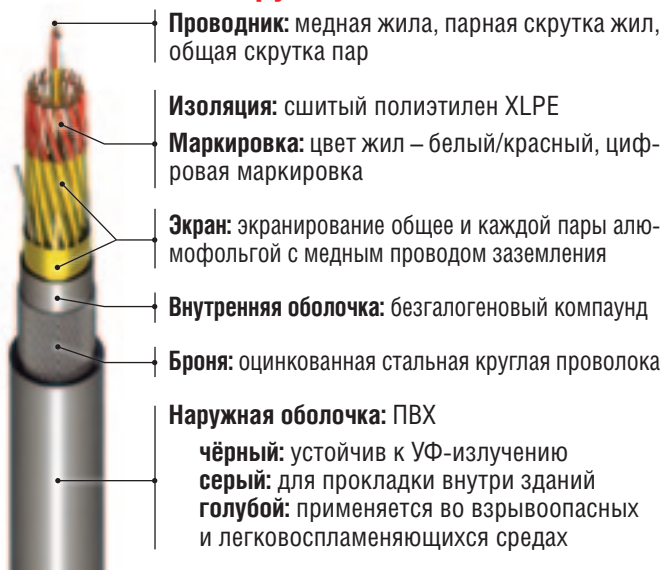 Проводник: медная жила, парная скрутка жил,
общая скрутка пар
Изоляция: сшитый полиэтилен XLPE
Маркировка: цвет жил – белый/красный, циф-
ровая маркировка
Экран: экранирование общее и каждой пары алю-
мофольгой с медным проводом заземления
Внутренняя оболочка: безгалогеновый компаунд
Броня: оцинкованная стальная круглая проволока
Наружная оболочка: ПВХ
чёрный: устойчив к УФ-излучению
серый: для прокладки внутри зданий
голубой: применяется во взрывоопасных
и легковоспламеняющихся средах